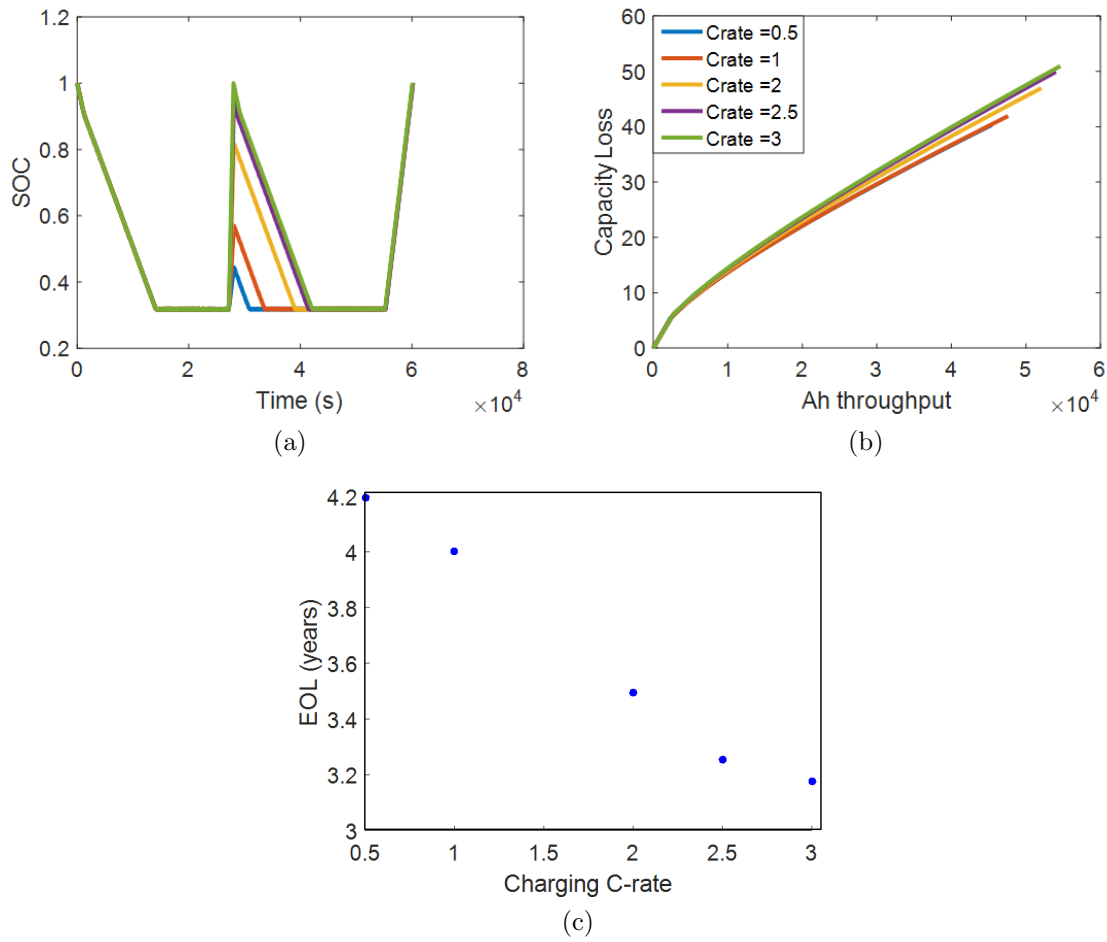 1.2
1
0.8
0.6
0.4
0.2
SOC
0 2 4 6 8
Time (s)
×10^4
(a)
60
50
40
30
20
10
0
Capacity Loss
Crate =0.5
Crate =1
Crate =2
Crate =2.5
Crate =3
0 1 2 3 4 5 6
Ah throughput
×10^4
(b)
4.2
4
3.8
3.6
3.4
3.2
3
EOL (years)
0.5 1 1.5 2 2.5 3
Charging C-rate
(c)